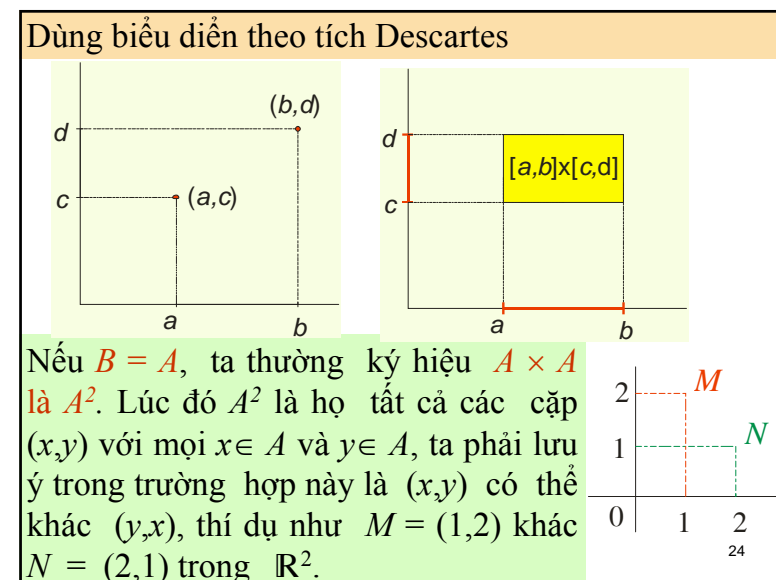 Dùng biểu diển theo tích Descartes
(b,d)
d
c
(a,c)
a
b
d
[a,b]x[c,d]
c
a
b
Nếu B = A, ta thường ký hiệu A × A
là A². Lúc đó A² là họ tất cả các cặp
(x,y) với mọi x∈ A và y∈ A, ta phải lưu
ý trong trường hợp này là (x,y) có thể
khác (y,x), thí dụ như M = (1,2) khác
N = (2,1) trong ℝ².
2
M
1
N
0
1
2
24